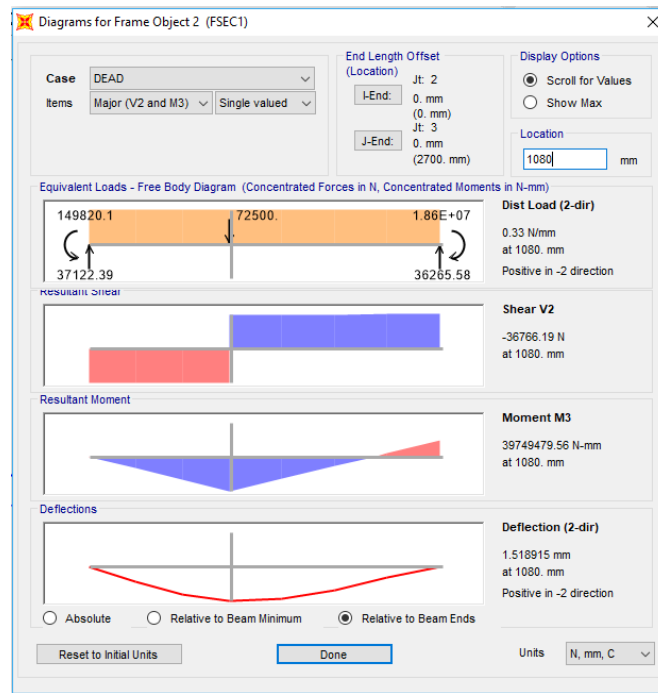 Diagrams for Frame Object 2 (FSEC1)
Case DEAD
Items Major (V2 and M3) Single valued
End Length Offset
(Location)
I-End: Jt: 2
0. mm
(0. mm)
J-End: Jt: 3
0. mm
(2700. mm)
Display Options
Scroll for Values
Show Max
Location
1080 mm
Equivalent Loads - Free Body Diagram (Concentrated Forces in N, Concentrated Moments in N-mm)
149820.1 72500. 1.86E+07
37122.39 36265.58
Dist Load (2-dir)
0.33 N/mm
at 1080. mm
Positive in -2 direction
Resultant Shear
Shear V2
-36766.19 N
at 1080. mm
Resultant Moment
Moment M3
39749479.56 N-mm
at 1080. mm
Deflections
Deflection (2-dir)
1.518915 mm
at 1080. mm
Positive in -2 direction
Absolute Relative to Beam Minimum Relative to Beam Ends
Reset to Initial Units Done Units N, mm, C